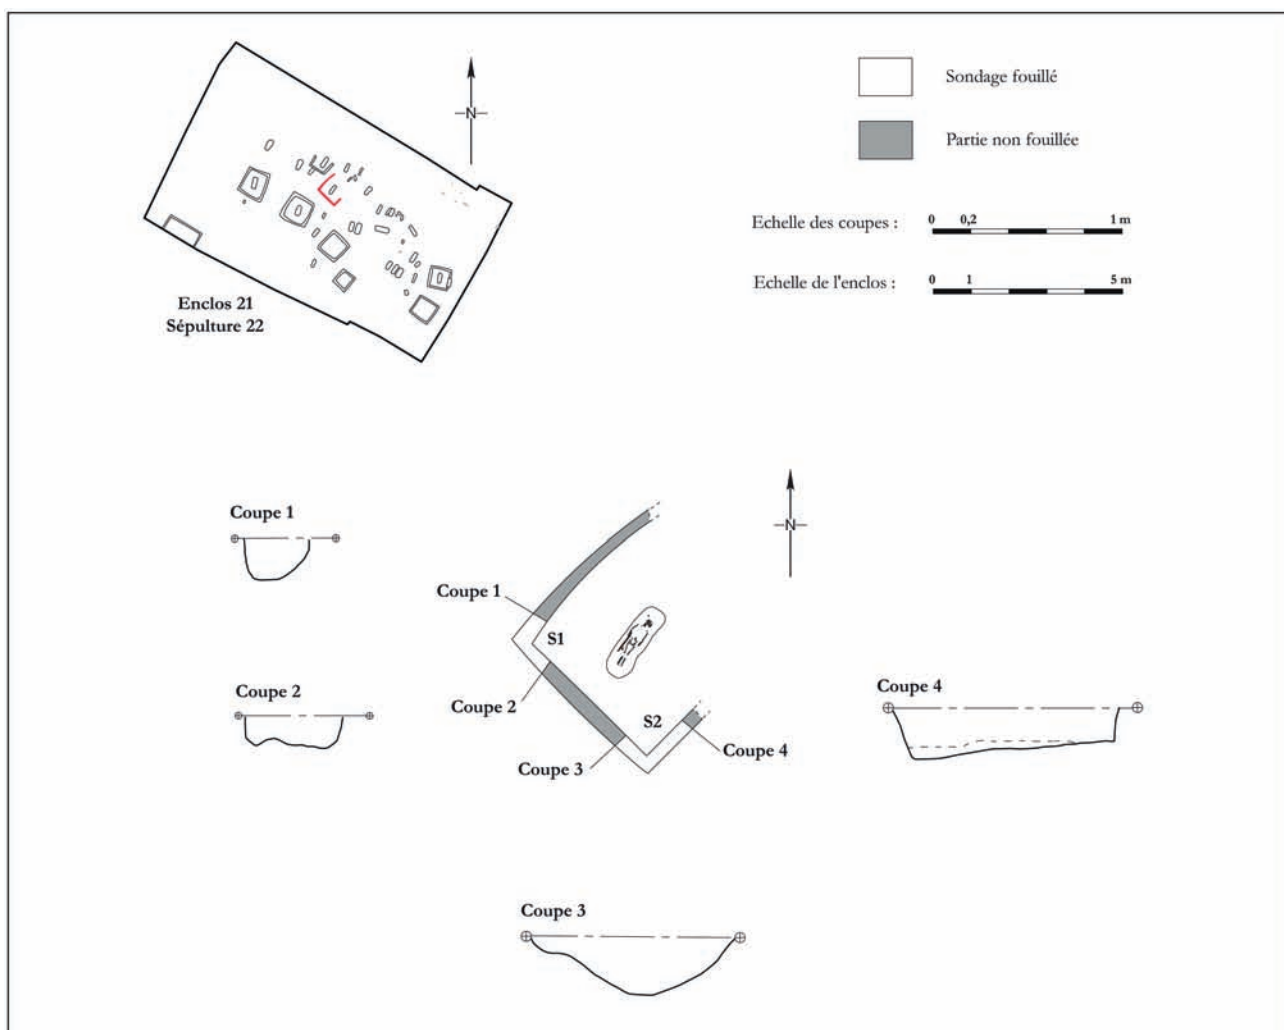 N
Sondage fouillé
Partie non fouillée
Echelle des coupes :
0 0,2 1 m
Echelle de l'enclos :
0 1 5 m
Enclos 21
Sépulture 22
N
Coupe 1
Coupe 1
S1
Coupe 2
Coupe 2
S2
Coupe 4
Coupe 4
Coupe 3
Coupe 3